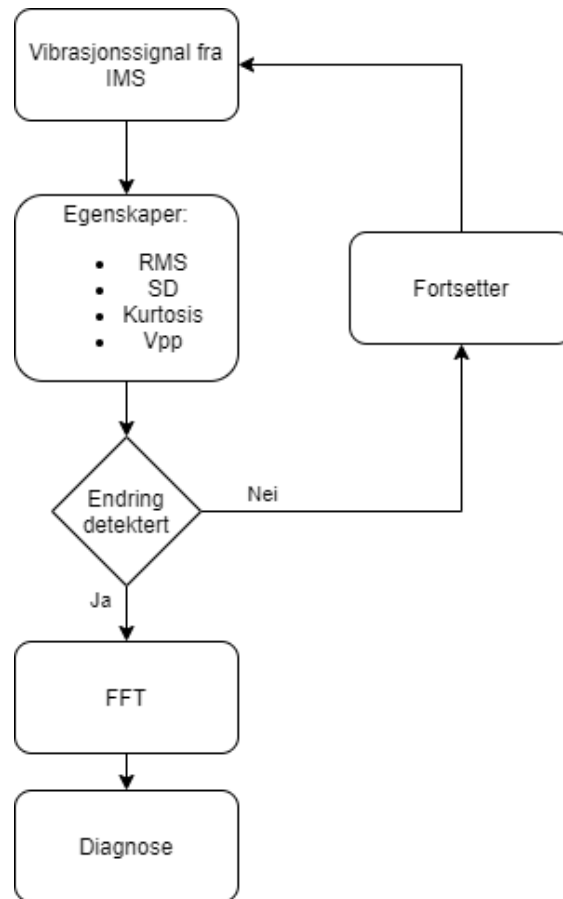 Vibrasjonssignal fra
IMS
Egenskaper:
• RMS
• SD
• Kurtosis
• Vpp
Fortsetter
Endring
detektert
Nei
Ja
FFT
Diagnose